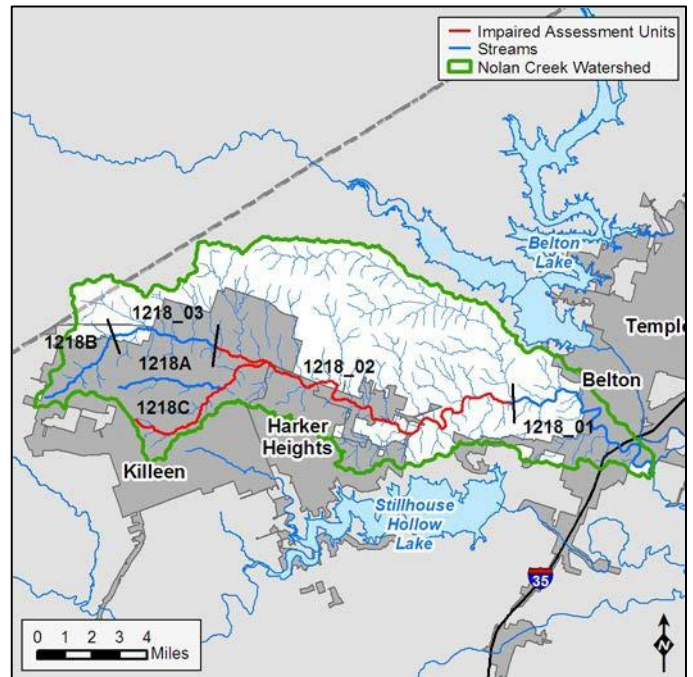 Impaired Assessment Units
Streams
Nolan Creek Watershed
Belton
Lake
Temple
1218_03
1218B
1218A
1218_02
Belton
1218C
1218_01
Harker
Heights
Killeen
Stillhouse
Hollow
Lake
35
0 1 2 3 4
Miles
N